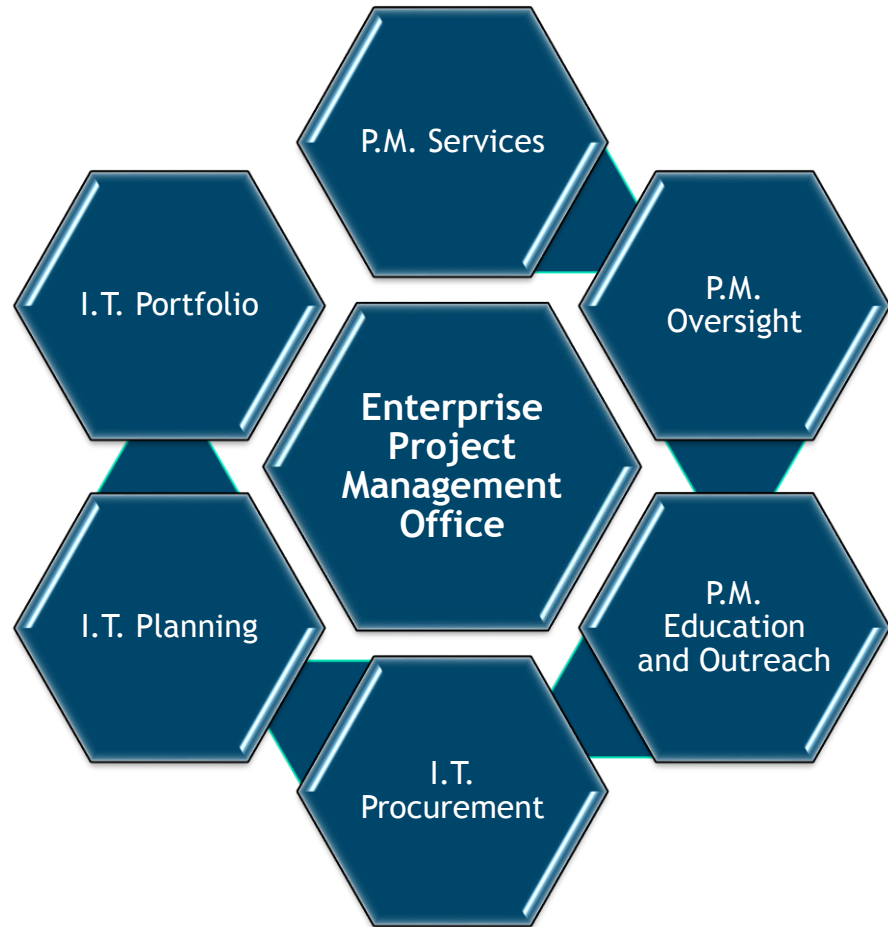 P.M. Services
I.T. Portfolio
P.M.
Oversight
Enterprise
Project
Management
Office
I.T. Planning
P.M.
Education
and Outreach
I.T.
Procurement